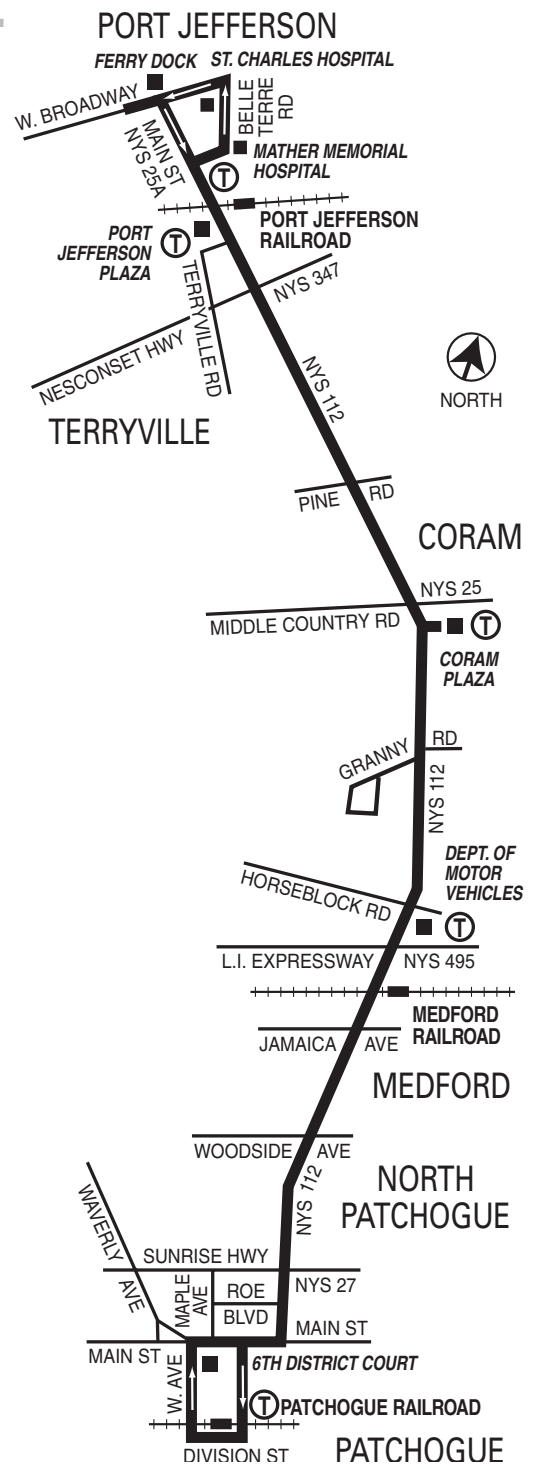 PORT JEFFERSON
FERRY DOCK
ST. CHARLES HOSPITAL
W. BROADWAY
BELLE
TERRE
RD
MAIN ST
NYS 25A
MATHER MEMORIAL
HOSPITAL
T
PORT
JEFFERSON
PLAZA
T
PORT JEFFERSON
RAILROAD
TERRYVILLE RD
NYS 347
NESCONSET HWY
NYS 112
NORTH
TERRYVILLE
PINE RD
CORAM
NYS 25
MIDDLE COUNTRY RD
T
CORAM
PLAZA
GRANNY RD
NYS 112
DEPT. OF
MOTOR
VEHICLES
HORSEBLOCK RD
T
L.I. EXPRESSWAY NYS 495
MEDFORD
RAILROAD
JAMAICA AVE
MEDFORD
WOODSIDE AVE
NYS 112
NORTH
PATCHOGUE
WAVERLY
AVE
SUNRISE HWY
NYS 27
MAPLE
AVE
ROE
BLVD
MAIN ST
MAIN ST
W. AVE
6TH DISTRICT COURT
T
PATCHOGUE RAILROAD
DIVISION ST
PATCHOGUE